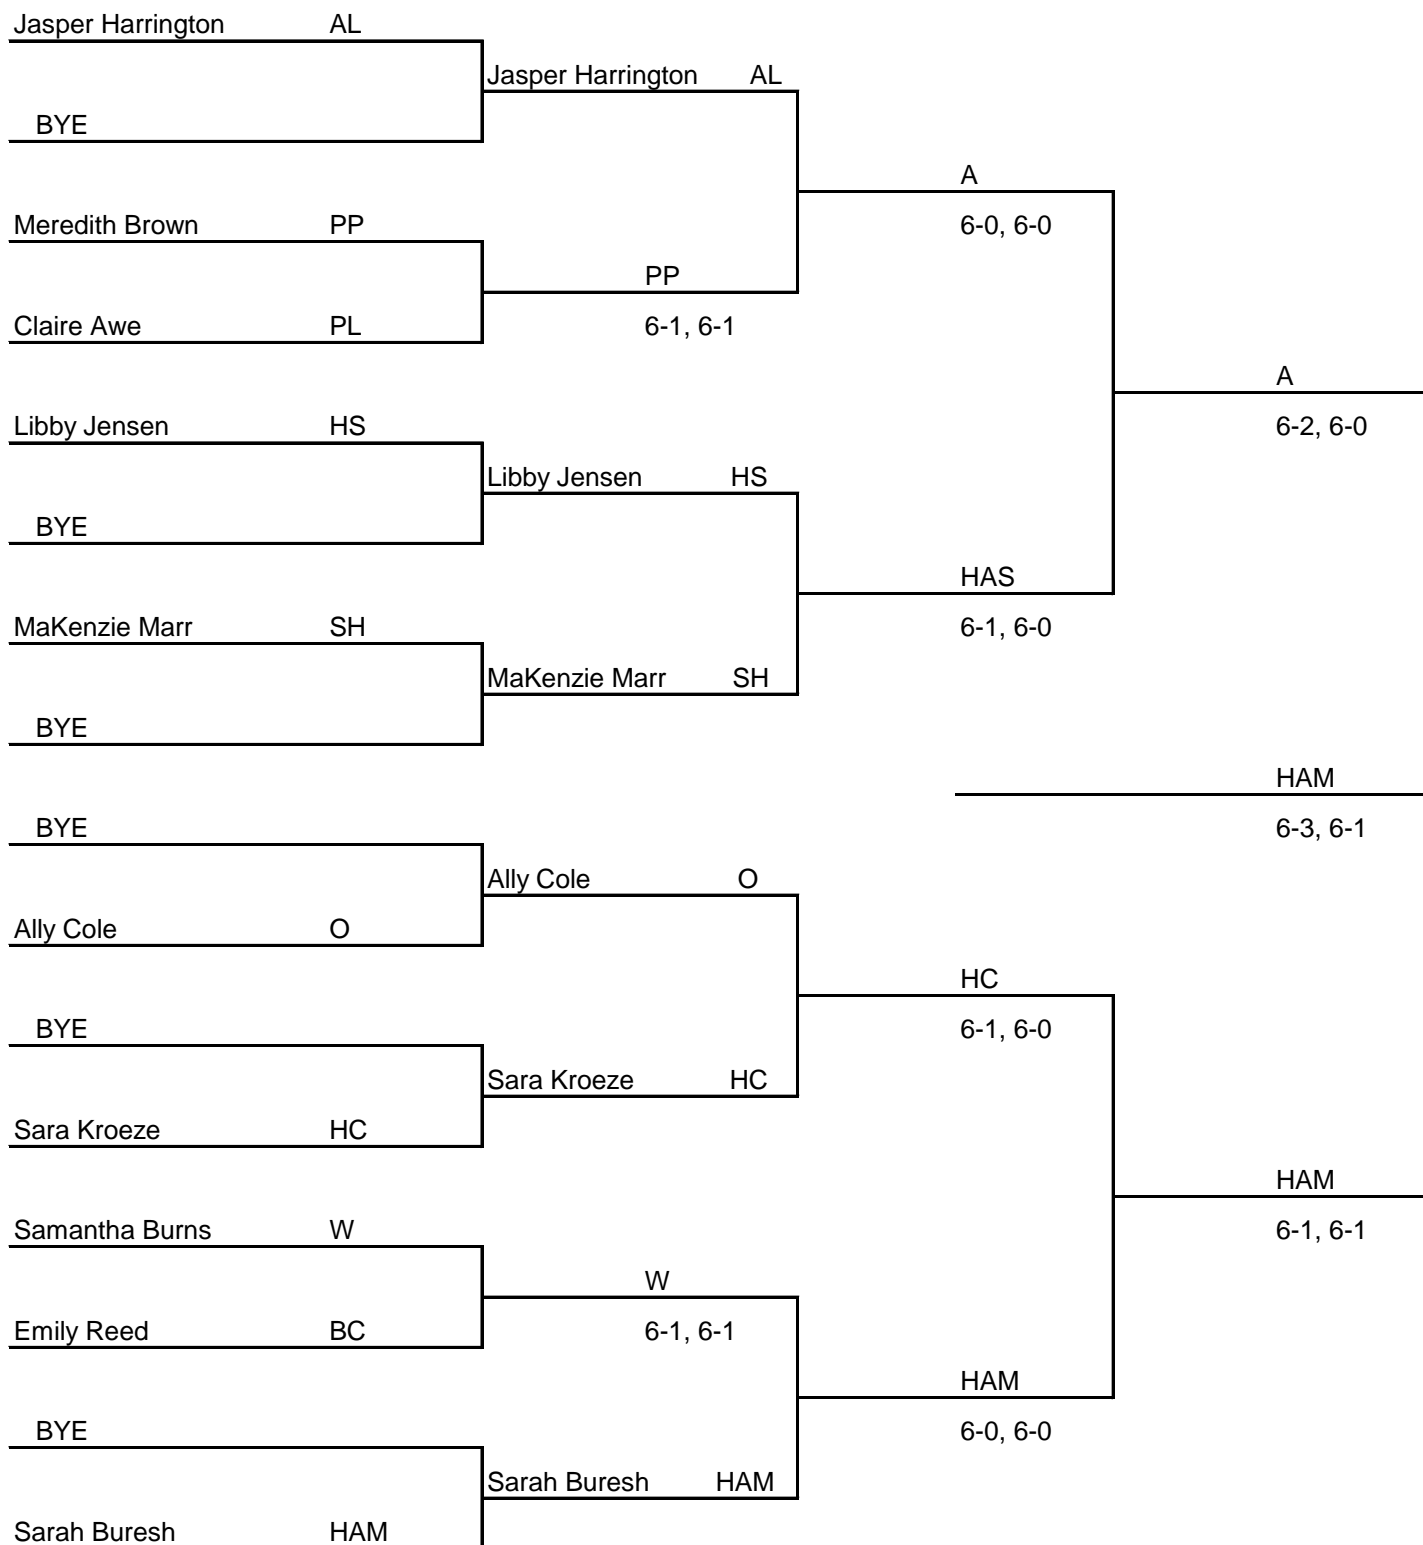 Jasper Harrington AL
Jasper Harrington AL
BYE
A
Meredith Brown PP
6-0, 6-0
PP
Claire Awe PL
6-1, 6-1
A
Libby Jensen HS
6-2, 6-0
Libby Jensen HS
BYE
HAS
MaKenzie Marr SH
6-1, 6-0
MaKenzie Marr SH
BYE
HAM
BYE
6-3, 6-1
Ally Cole O
Ally Cole O
HC
BYE
6-1, 6-0
Sara Kroeze HC
Sara Kroeze HC
HAM
Samantha Burns W
6-1, 6-1
W
Emily Reed BC
6-1, 6-1
HAM
BYE
6-0, 6-0
Sarah Buresh HAM
Sarah Buresh HAM